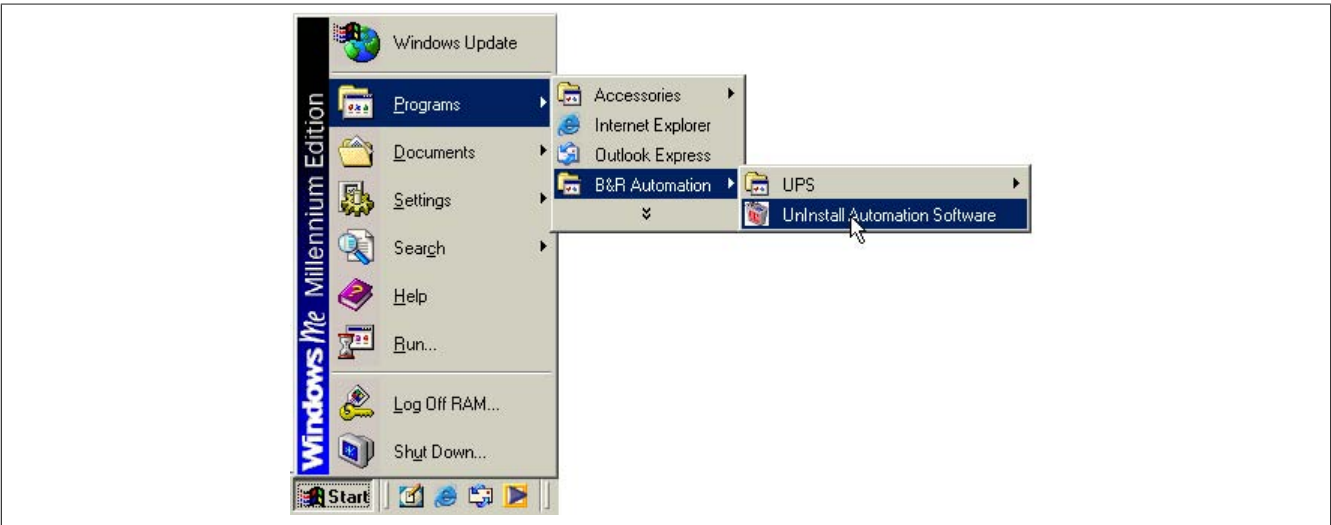 Windows Me Millennium Edition
Windows Update
Programs
Documents
Settings
Search
Help
Run...
Log Off RAM...
Shut Down...
Accessories
Internet Explorer
Outlook Express
B&R Automation
UPS
UnInstall Automation Software
Start